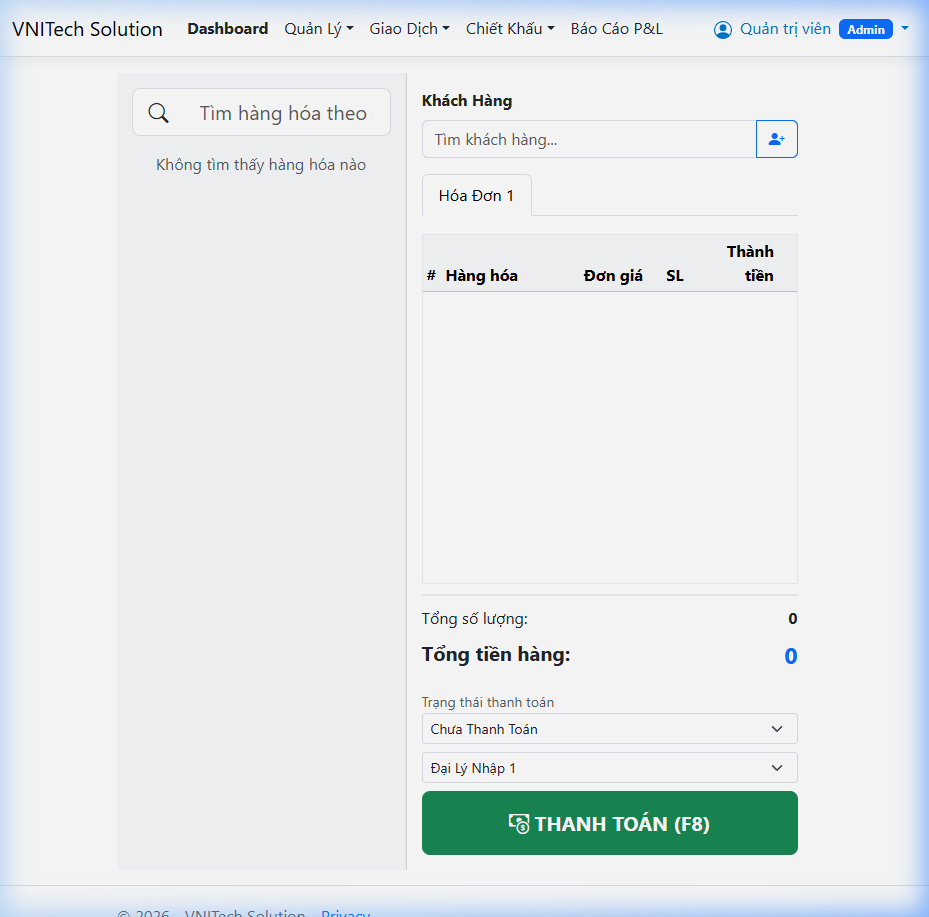 VNITech Solution Dashboard Quản Lý Giao Dịch Chiết Khấu Báo Cáo P&L Quản trị viên Admin
Tìm hàng hóa theo
Không tìm thấy hàng hóa nào
Khách Hàng
Tìm khách hàng...
Hóa Đơn 1
# Hàng hóa Đơn giá SL Thành tiền
Tổng số lượng: 0
Tổng tiền hàng: 0
Trạng thái thanh toán
Chưa Thanh Toán
Đại Lý Nhập 1
THANH TOÁN (F8)
© 2026 - VNITech Solution - Privacy